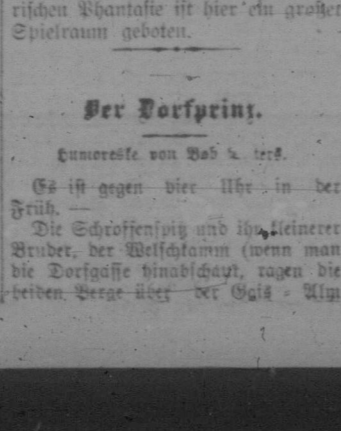 rischen Phantasie ist hier ein großer
Spielraum geboten.
Der Dorfprinz.
Humoreske von
Es ist gegen vier Uhr in der
Früh. —
Die Schroffenspitz und ihr kleinerer
Bruder, der Welschkamm (wenn man
die Dorfgasse hinabschaut, ragen die
beiden Berge über der Gais - Alm